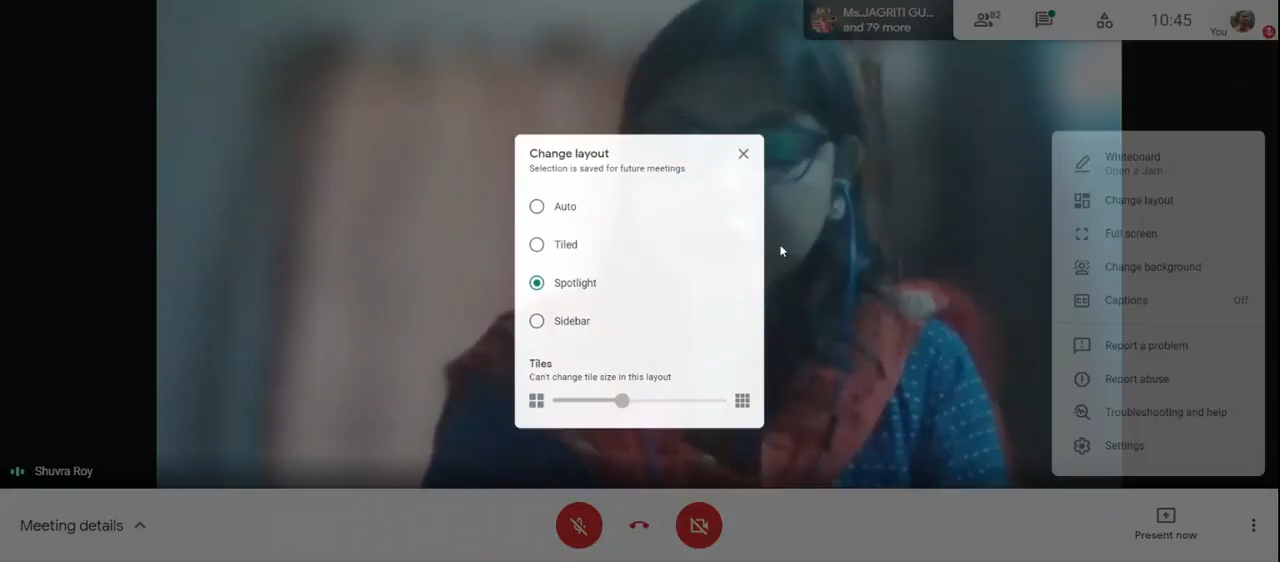 Ms.JAGRITI GU...
and 79 more
82
10:45
You
Change layout
Selection is saved for future meetings
Auto
Tiled
Spotlight
Sidebar
Tiles
Can't change tile size in this layout
Whiteboard
Open a Jam
Change layout
Full screen
Change background
CC
Captions Off
Report a problem
Report abuse
Troubleshooting and help
Settings
Shuvra Roy
Meeting details
Present now